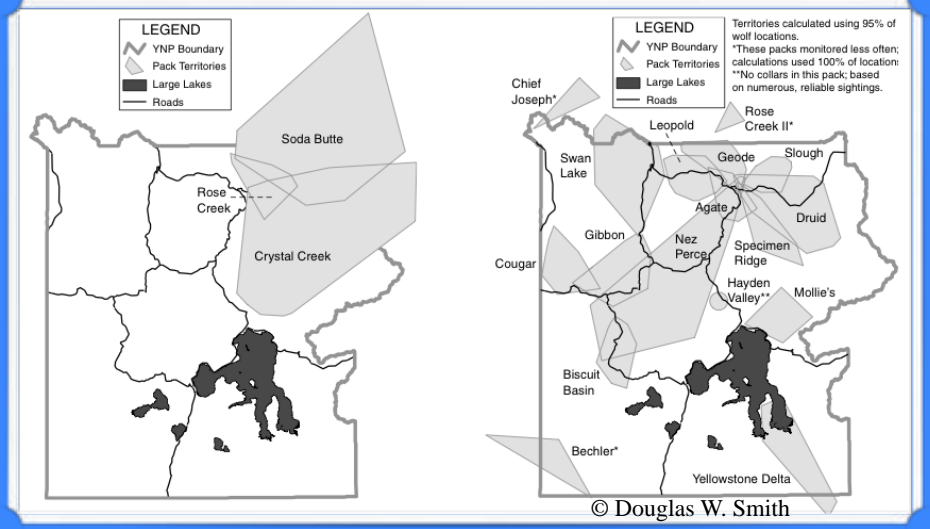 LEGEND
YNP Boundary
Pack Territories
Large Lakes
Roads
Soda Butte
Rose
Creek
Crystal Creek
LEGEND
YNP Boundary
Pack Territories
Large Lakes
Roads
Territories calculated using 95% of
wolf locations.
*These packs monitored less often;
calculations used 100% of locations
**No collars in this pack; based
on numerous, reliable sightings.
Chief
Joseph*
Leopold
Rose
Creek II*
Swan
Lake
Geode
Slough
Agate
Druid
Gibbon
Nez
Perce
Specimen
Ridge
Cougar
Hayden
Valley**
Mollie's
Biscuit
Basin
Bechler*
Yellowstone Delta
© Douglas W. Smith